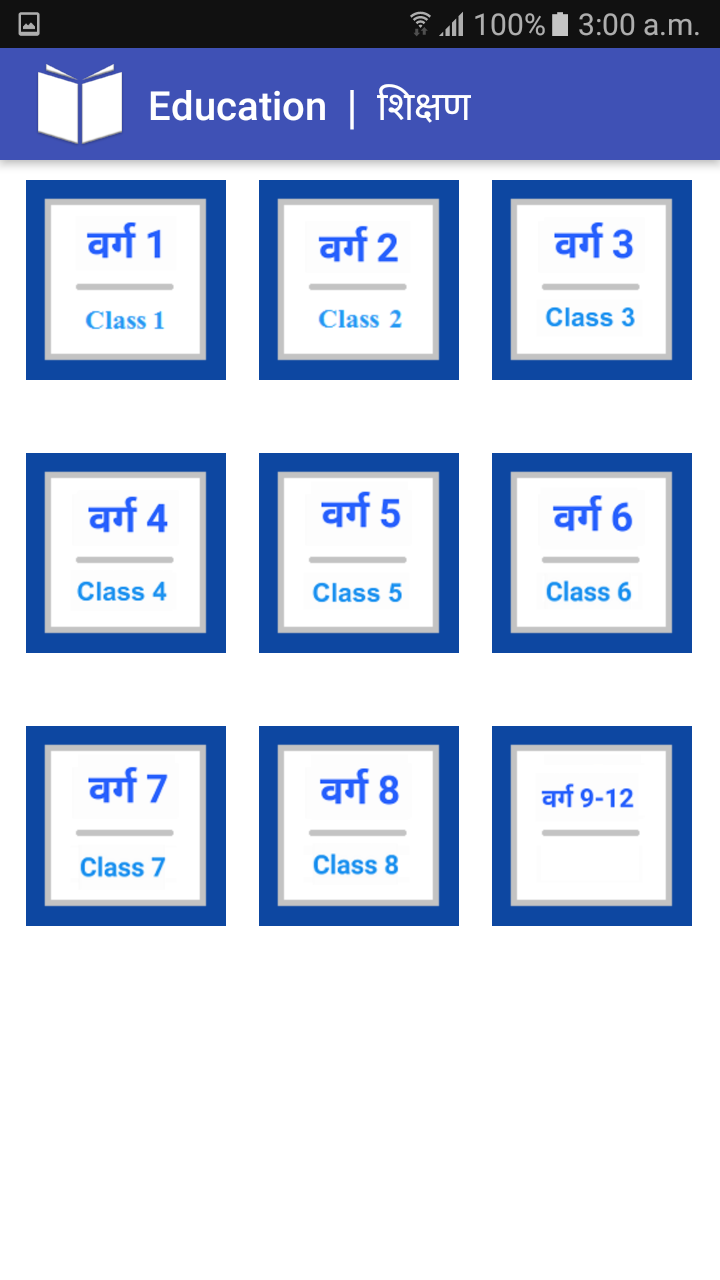 100% 3:00 a.m.
Education | शिक्षण
वर्ग 1
Class 1
वर्ग 2
Class 2
वर्ग 3
Class 3
वर्ग 4
Class 4
वर्ग 5
Class 5
वर्ग 6
Class 6
वर्ग 7
Class 7
वर्ग 8
Class 8
वर्ग 9-12